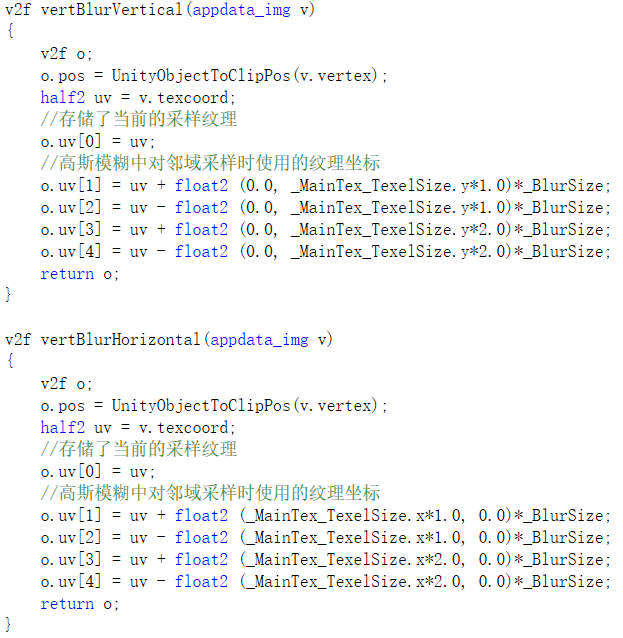 v2f vertBlurVertical(appdata_img v)
{
    v2f o;
    o.pos = UnityObjectToClipPos(v.vertex);
    half2 uv = v.texcoord;
    //存储了当前的采样纹理
    o.uv[0] = uv;
    //高斯模糊中对邻域采样时使用的纹理坐标
    o.uv[1] = uv + float2 (0.0, _MainTex_TexelSize.y*1.0)*_BlurSize;
    o.uv[2] = uv - float2 (0.0, _MainTex_TexelSize.y*1.0)*_BlurSize;
    o.uv[3] = uv + float2 (0.0, _MainTex_TexelSize.y*2.0)*_BlurSize;
    o.uv[4] = uv - float2 (0.0, _MainTex_TexelSize.y*2.0)*_BlurSize;
    return o;
}

v2f vertBlurHorizontal(appdata_img v)
{
    v2f o;
    o.pos = UnityObjectToClipPos(v.vertex);
    half2 uv = v.texcoord;
    //存储了当前的采样纹理
    o.uv[0] = uv;
    //高斯模糊中对邻域采样时使用的纹理坐标
    o.uv[1] = uv + float2 (_MainTex_TexelSize.x*1.0, 0.0)*_BlurSize;
    o.uv[2] = uv - float2 (_MainTex_TexelSize.x*1.0, 0.0)*_BlurSize;
    o.uv[3] = uv + float2 (_MainTex_TexelSize.x*2.0, 0.0)*_BlurSize;
    o.uv[4] = uv - float2 (_MainTex_TexelSize.x*2.0, 0.0)*_BlurSize;
    return o;
}